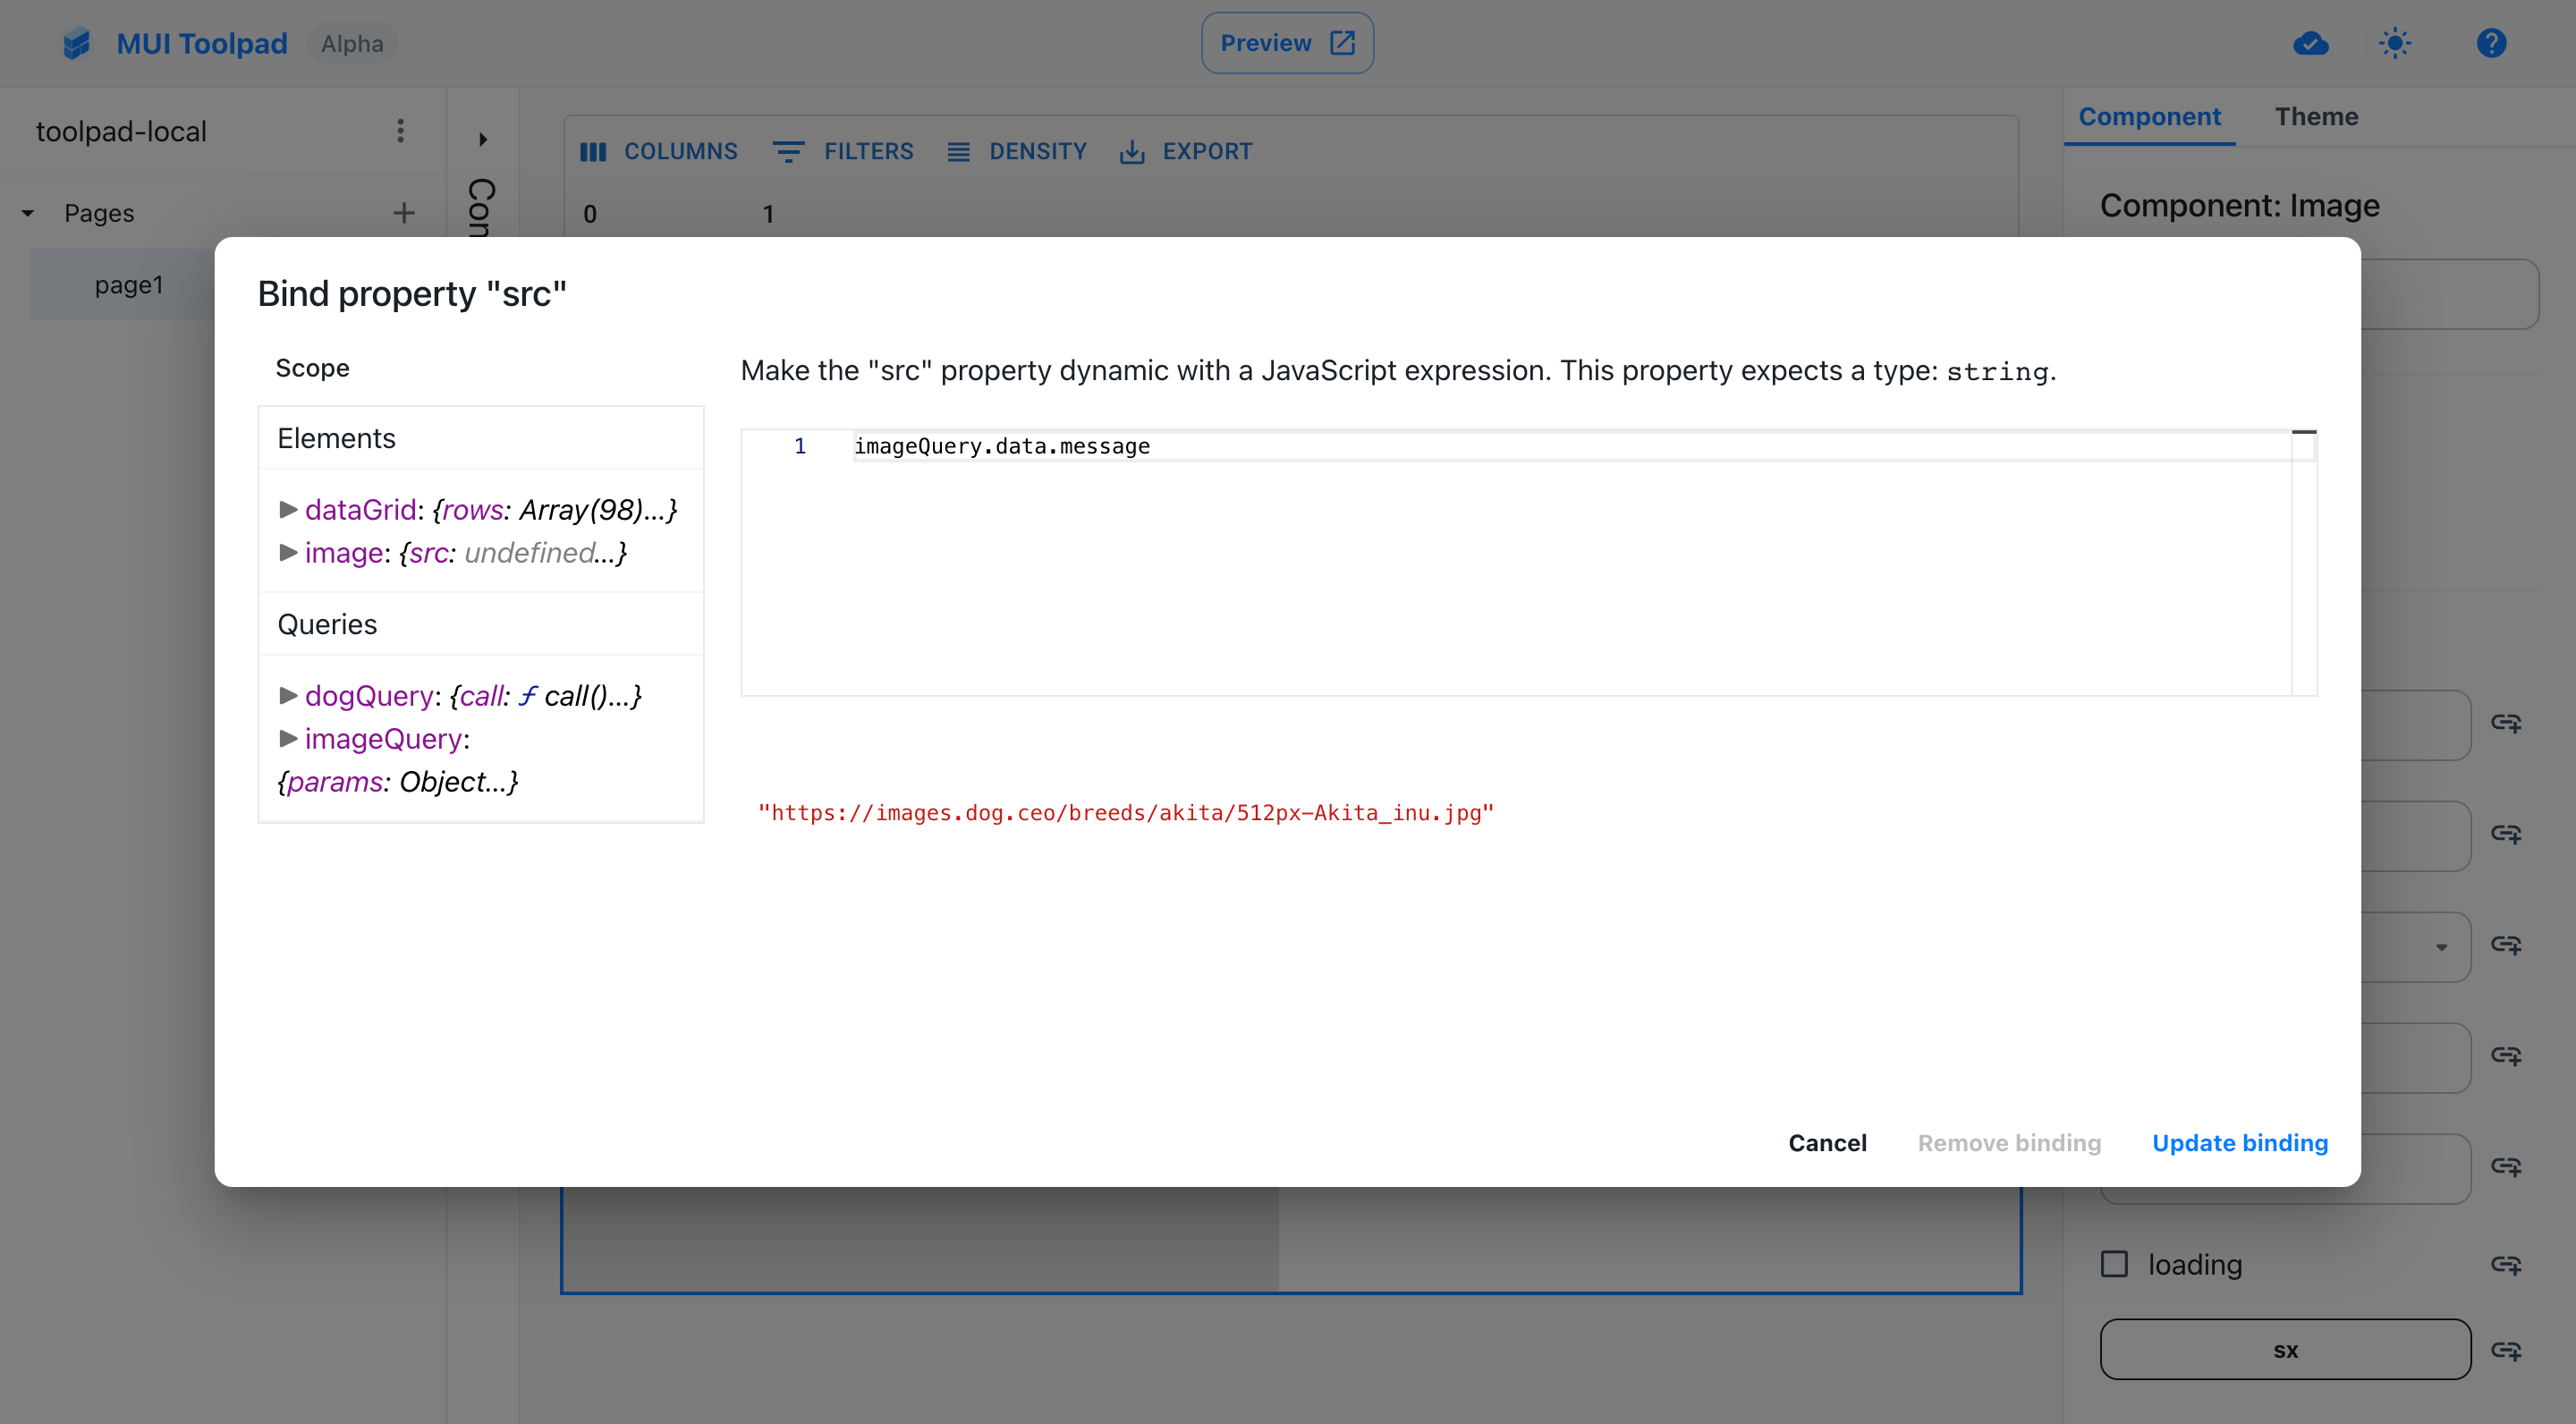 MUI Toolpad Alpha
Preview
toolpad-local
Pages
page1
Con
COLUMNS FILTERS DENSITY EXPORT
0 1
Component Theme
Component: Image
Bind property "src"
Scope
Elements
dataGrid: {rows: Array(98)…}
image: {src: undefined…}
Queries
dogQuery: {call: ƒ call()…}
imageQuery:
{params: Object…}
Make the "src" property dynamic with a JavaScript expression. This property expects a type: string.
1 imageQuery.data.message
"https://images.dog.ceo/breeds/akita/512px-Akita_inu.jpg"
Cancel Remove binding Update binding
loading
sx